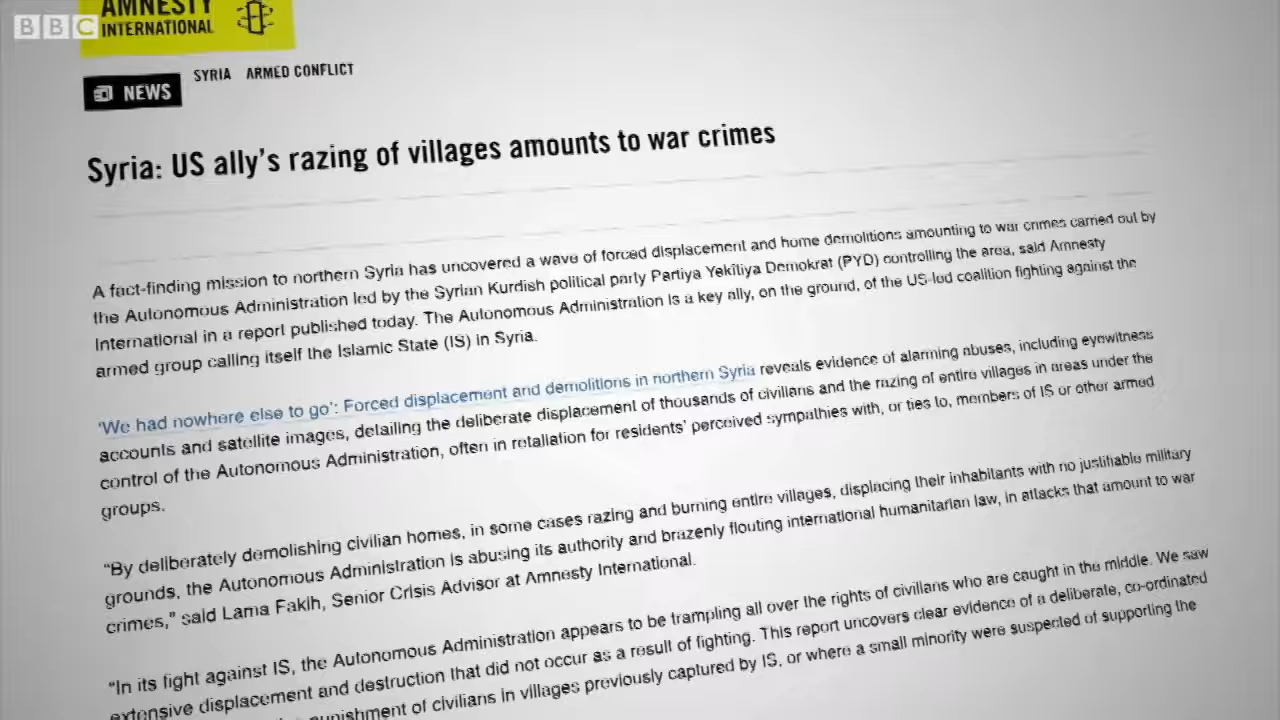 BBC
AMNESTY
INTERNATIONAL
NEWS
SYRIA ARMED CONFLICT
Syria: US ally's razing of villages amounts to war crimes
A fact-finding mission to northern Syria has uncovered a wave of forced displacement and home demolitions amounting to war crimes carried out by
the Autonomous Administration led by the Syrian Kurdish political party Partiya Yekîtiya Demokrat (PYD) controlling the area, said Amnesty
International in a report published today. The Autonomous Administration is a key ally, on the ground, of the US-led coalition fighting against the
armed group calling itself the Islamic State (IS) in Syria.
'We had nowhere else to go': Forced displacement and demolitions in northern Syria reveals evidence of alarming abuses, including eyewitness
accounts and satellite images, detailing the deliberate displacement of thousands of civilians and the razing of entire villages in areas under the
control of the Autonomous Administration, often in retaliation for residents' perceived sympathies with, or ties to, members of IS or other armed
groups.
"By deliberately demolishing civilian homes, in some cases razing and burning entire villages, displacing their inhabitants with no justifiable military
grounds, the Autonomous Administration is abusing its authority and brazenly flouting international humanitarian law, in attacks that amount to war
crimes," said Lama Fakih, Senior Crisis Advisor at Amnesty International.
"In its fight against IS, the Autonomous Administration appears to be trampling all over the rights of civilians who are caught in the middle. We saw
extensive displacement and destruction that did not occur as a result of fighting. This report uncovers clear evidence of a deliberate, co-ordinated
punishment of civilians in villages previously captured by IS, or where a small minority were suspected of supporting the